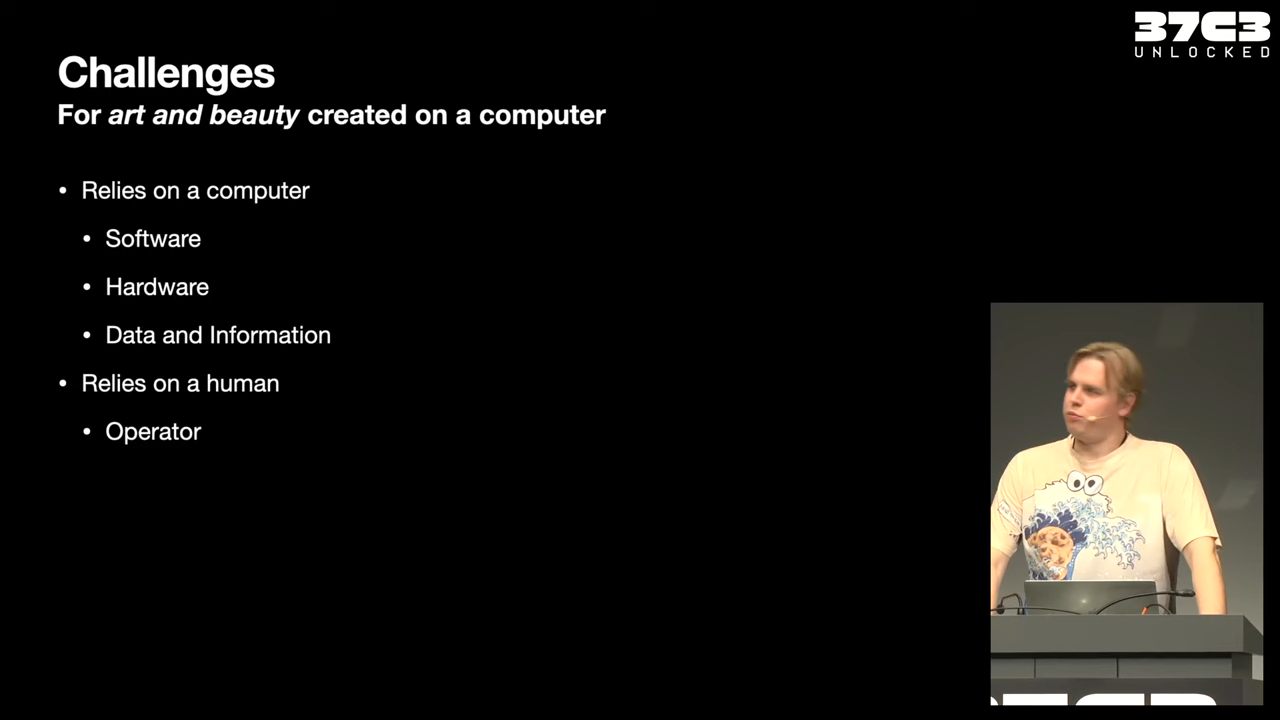 37C3
UNLOCKED
Challenges
For art and beauty created on a computer
• Relies on a computer
• Software
• Hardware
• Data and Information
• Relies on a human
• Operator